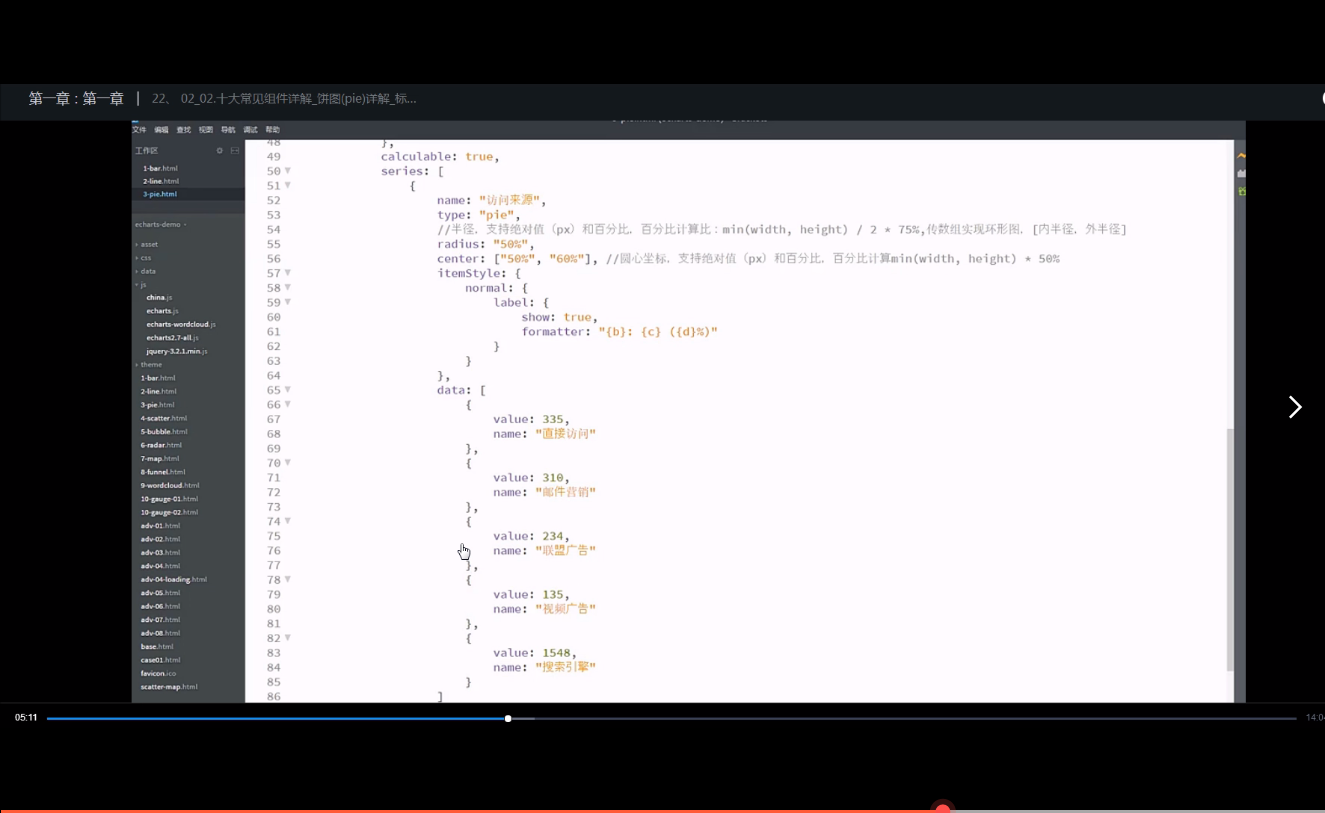 第一章：第一章 | 22、 02_02.十大常见组件详解_饼图(pie)详解_标...
文件 编辑 查找 视图 导航 调试 帮助
工作区
1-bar.html
2-line.html
3-pie.html
echarts-demo
asset
css
data
js
china.js
echarts.js
echarts-wordcloud.js
echarts2.7-all.js
jquery-3.2.1.min.js
theme
1-bar.html
2-line.html
3-pie.html
4-scatter.html
5-bubble.html
6-radar.html
7-map.html
8-funnel.html
9-wordcloud.html
10-gauge-01.html
10-gauge-02.html
adv-01.html
adv-02.html
adv-03.html
adv-04.html
adv-04-loading.html
adv-05.html
adv-06.html
adv-07.html
adv-08.html
base.html
case01.html
favicon.ico
scatter-map.html
48 },
49 calculable: true,
50 series: [
51 {
52 name: "访问来源",
53 type: "pie",
54 //半径，支持绝对值（px）和百分比，百分比计算比：min(width, height) / 2 * 75%,传数组实现环形图，[内半径，外半径]
55 radius: "50%",
56 center: ["50%", "60%"], //圆心坐标，支持绝对值（px）和百分比，百分比计算min(width, height) * 50%
57 itemStyle: {
58 normal: {
59 label: {
60 show: true,
61 formatter: "{b}: {c} ({d}%)"
62 }
63 }
64 },
65 data: [
66 {
67 value: 335,
68 name: "直接访问"
69 },
70 {
71 value: 310,
72 name: "邮件营销"
73 },
74 {
75 value: 234,
76 name: "联盟广告"
77 },
78 {
79 value: 135,
80 name: "视频广告"
81 },
82 {
83 value: 1548,
84 name: "搜索引擎"
85 }
86 ]
05:11
14:0